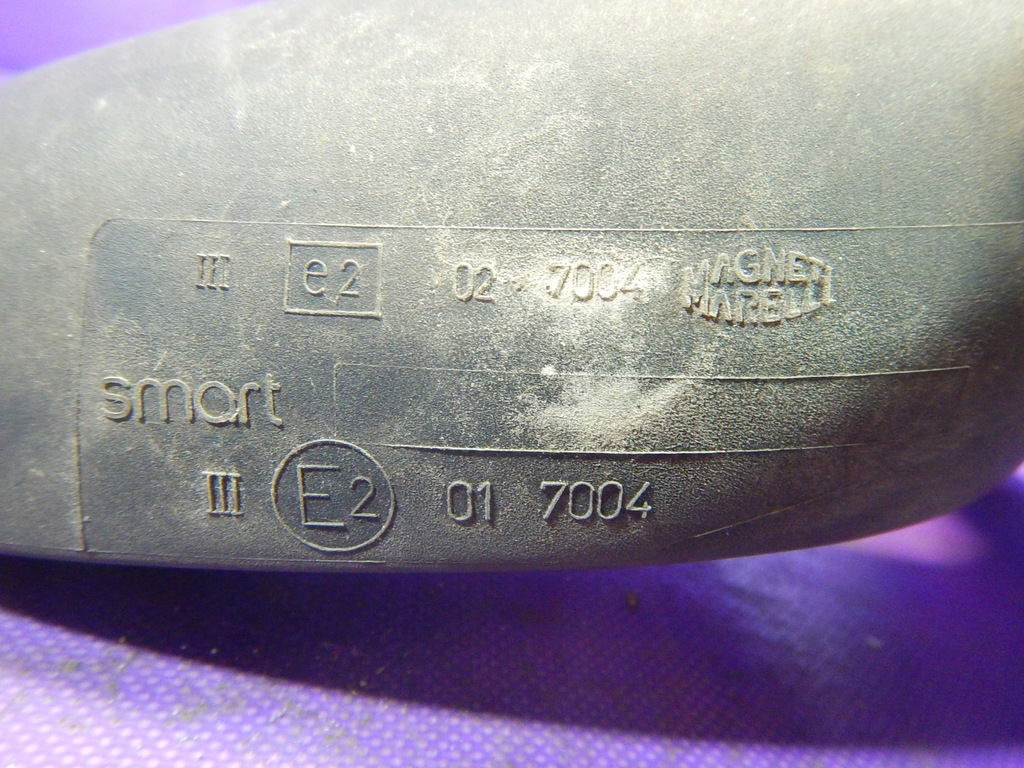 III e2 02 - 7004 MAGNETI
MARELLI
smart
III E2 01 7004